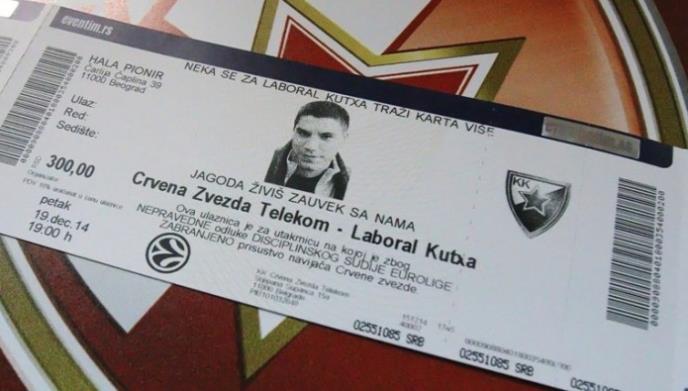 eventim.rs
HALA PIONIR
Čarlija Čaplina 39
11000 Beograd
Ulaz:
Red:
Sedište:
RSD 300,00
Organizator
petak
19.dec.14
19:00 h
NEKA SE ZA LABORAL KUTXA TRAŽI KARTA VIŠE
JAGODA ŽIVIŠ ZAUVEK SA NAMA
Crvena Zvezda Telekom - Laboral Kutxa
Ova ulaznica je za utakmicu na kojoj je zbog
NEPRAVEDNE odluke DISCIPLINSKOG SUDIJE EUROLIGE
ZABRANJENO prisustvo navijača Crvene zvezde
KK Crvena Zvezda Telekom
11000 Beograd
02551085 SRB
02551085 SRB
KK